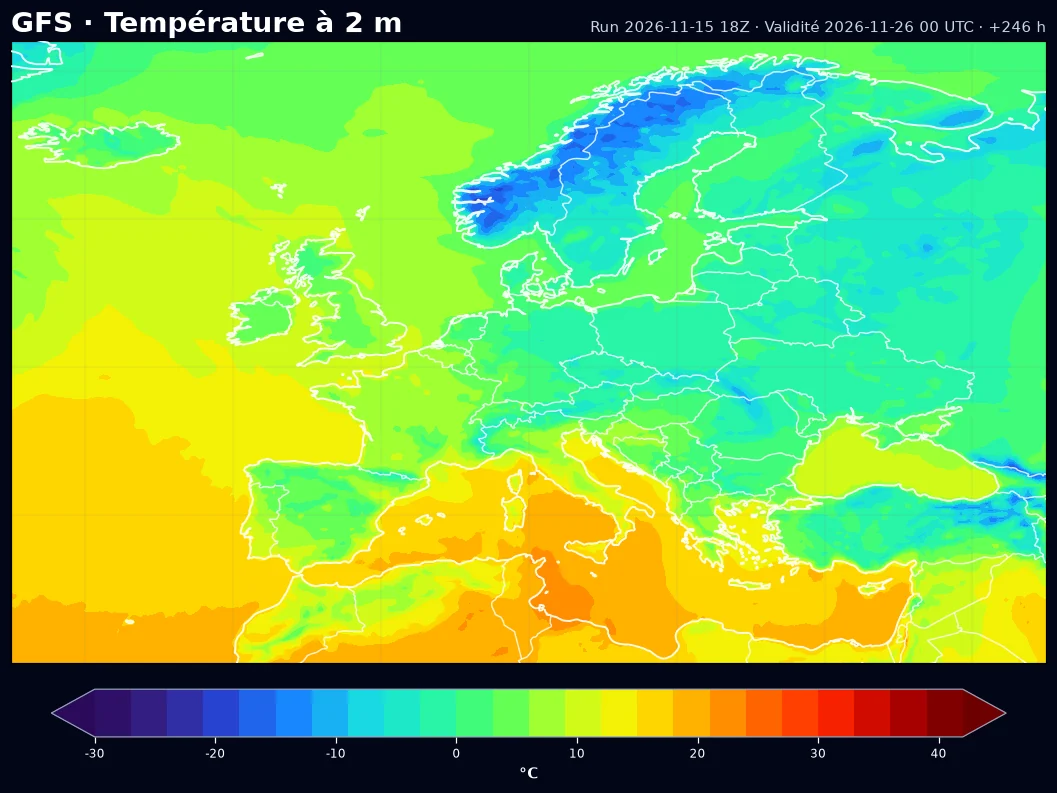 GFS · Température à 2 m
Run 2026-11-15 18Z · Validité 2026-11-26 00 UTC · +246 h
-30 -20 -10 0 10 20 30 40
°C